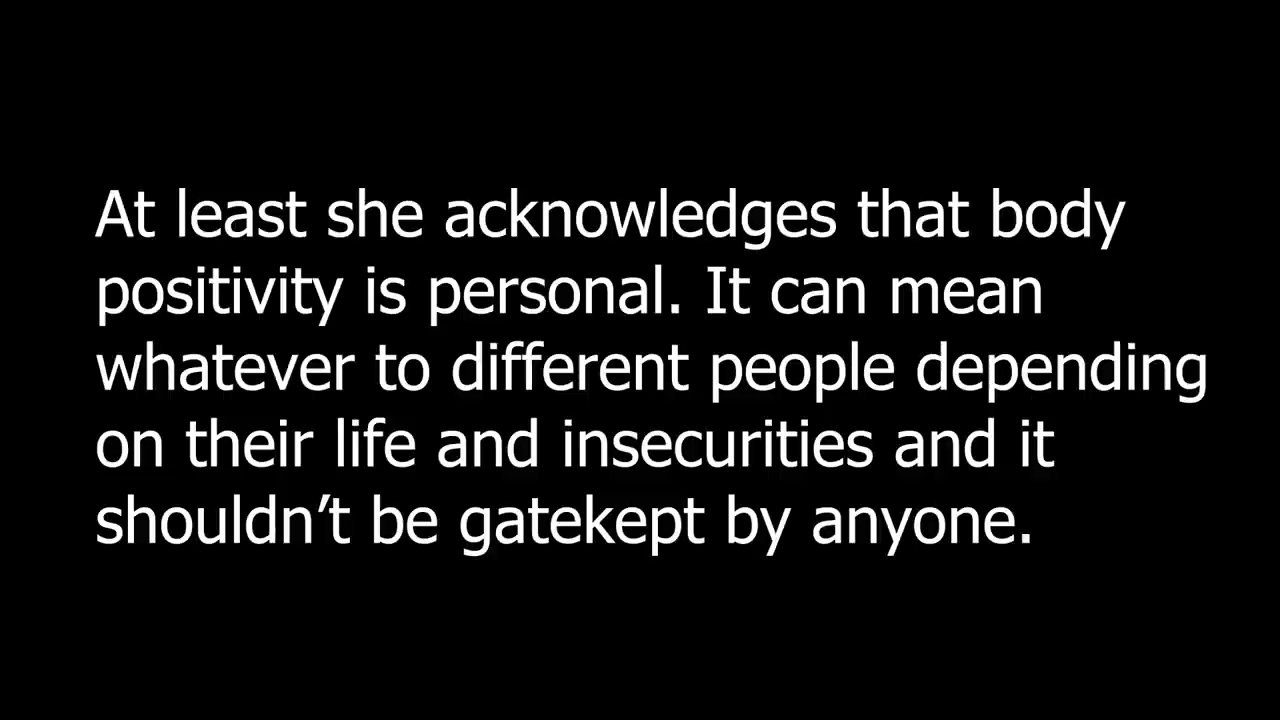 At least she acknowledges that body
positivity is personal. It can mean
whatever to different people depending
on their life and insecurities and it
shouldn’t be gatekept by anyone.